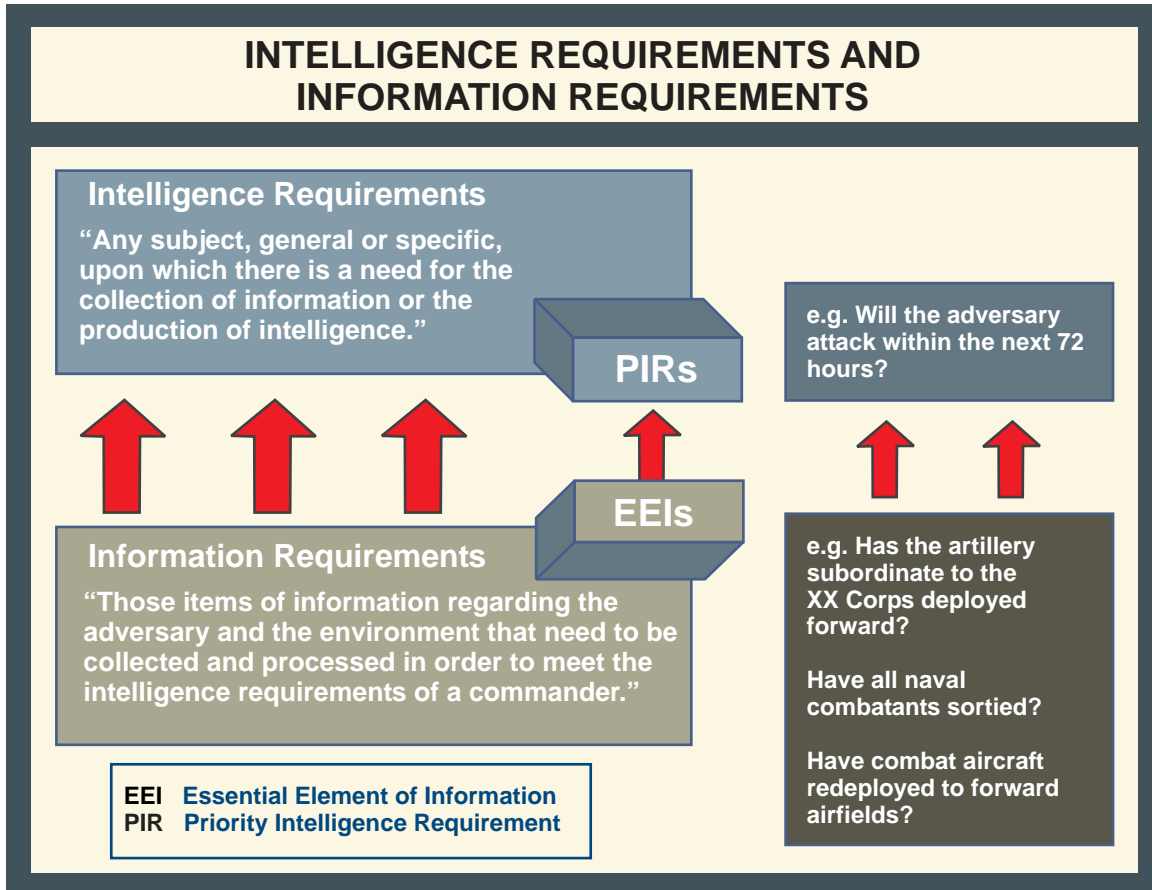 INTELLIGENCE REQUIREMENTS AND
INFORMATION REQUIREMENTS
Intelligence Requirements
“Any subject, general or specific,
upon which there is a need for the
collection of information or the
production of intelligence.”
PIRs
e.g. Will the adversary
attack within the next 72
hours?
EEIs
Information Requirements
“Those items of information regarding the
adversary and the environment that need to be
collected and processed in order to meet the
intelligence requirements of a commander.”
e.g. Has the artillery
subordinate to the
XX Corps deployed
forward?
Have all naval
combatants sortied?
Have combat aircraft
redeployed to forward
airfields?
EEI Essential Element of Information
PIR Priority Intelligence Requirement